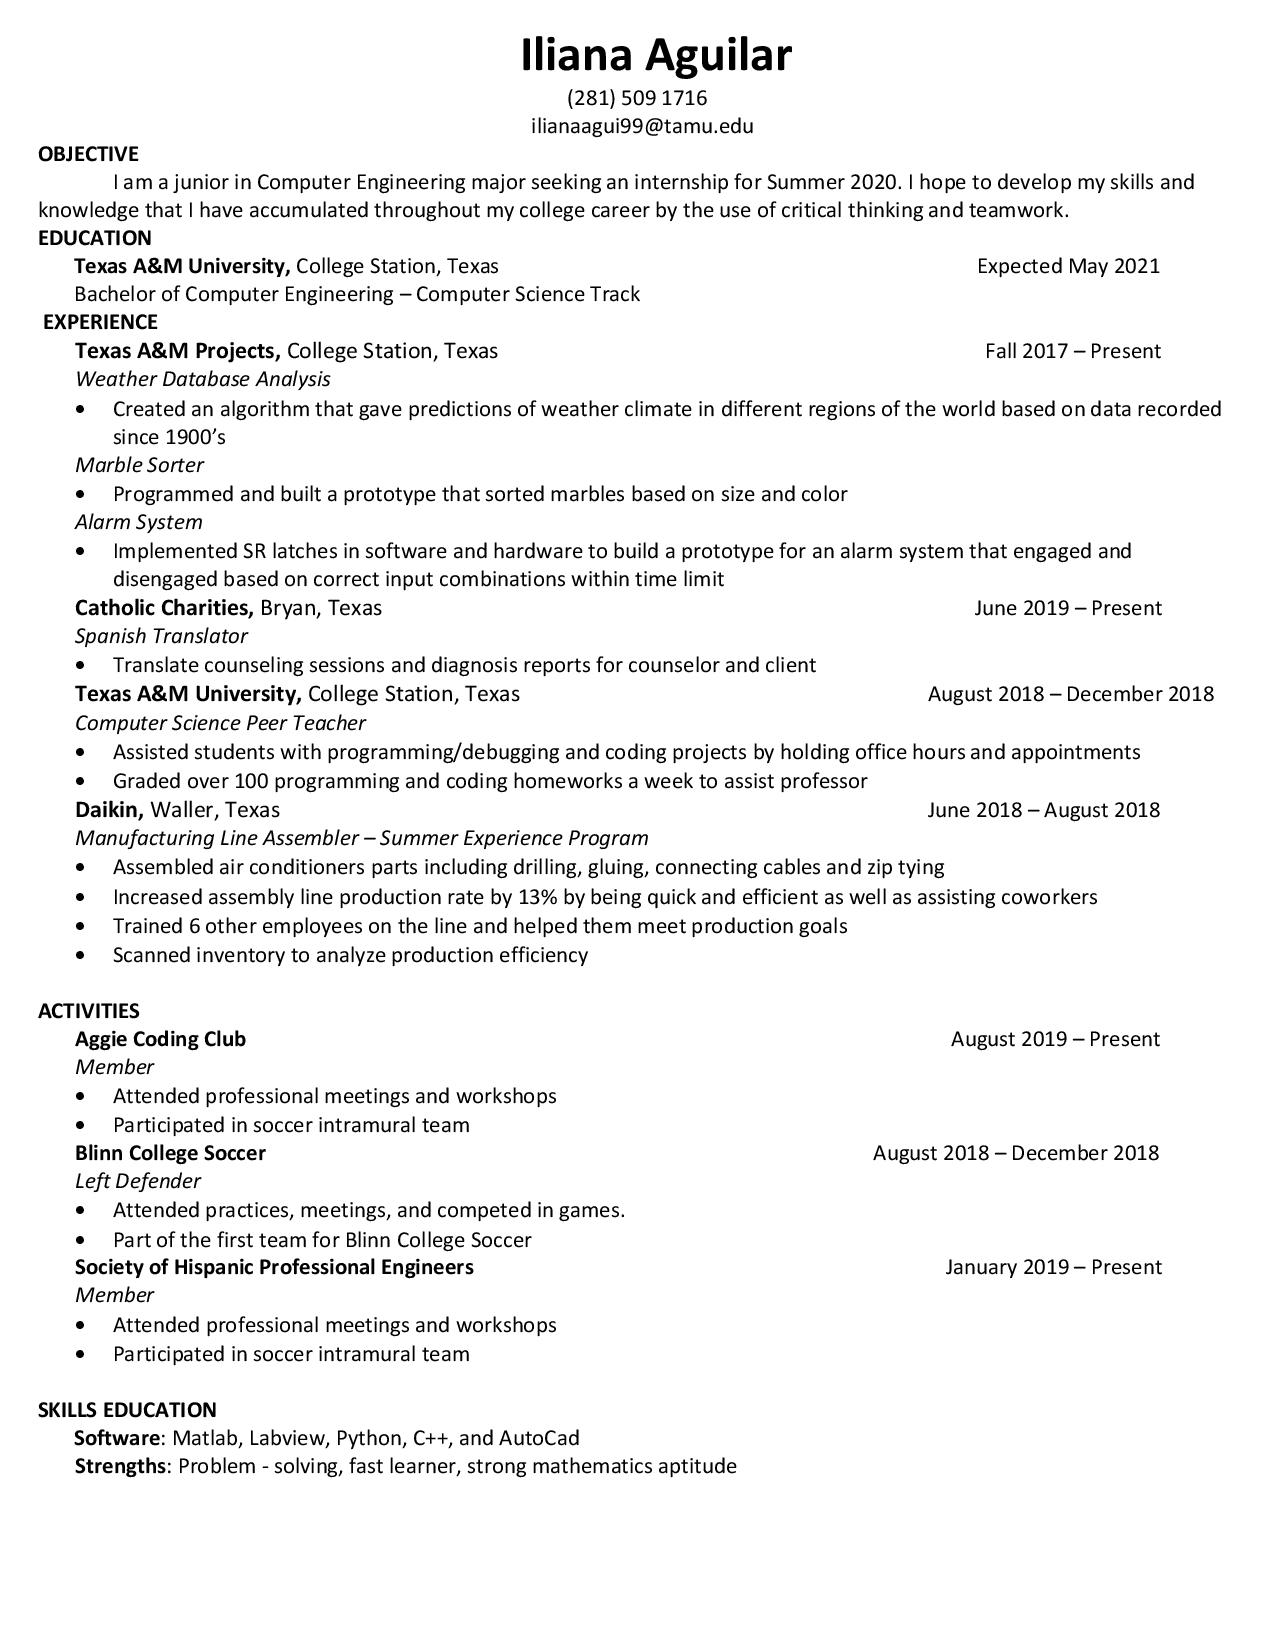 Iliana Aguilar
(281) 509 1716
ilianaagui99@tamu.edu
OBJECTIVE
I am a junior in Computer Engineering major seeking an internship for Summer 2020. I hope to develop my skills and
knowledge that I have accumulated throughout my college career by the use of critical thinking and teamwork.
EDUCATION
Texas A&M University, College Station, Texas Expected May 2021
Bachelor of Computer Engineering – Computer Science Track
EXPERIENCE
Texas A&M Projects, College Station, Texas Fall 2017 – Present
Weather Database Analysis
• Created an algorithm that gave predictions of weather climate in different regions of the world based on data recorded
since 1900’s
Marble Sorter
• Programmed and built a prototype that sorted marbles based on size and color
Alarm System
• Implemented SR latches in software and hardware to build a prototype for an alarm system that engaged and
disengaged based on correct input combinations within time limit
Catholic Charities, Bryan, Texas June 2019 – Present
Spanish Translator
• Translate counseling sessions and diagnosis reports for counselor and client
Texas A&M University, College Station, Texas August 2018 – December 2018
Computer Science Peer Teacher
• Assisted students with programming/debugging and coding projects by holding office hours and appointments
• Graded over 100 programming and coding homeworks a week to assist professor
Daikin, Waller, Texas June 2018 – August 2018
Manufacturing Line Assembler – Summer Experience Program
• Assembled air conditioners parts including drilling, gluing, connecting cables and zip tying
• Increased assembly line production rate by 13% by being quick and efficient as well as assisting coworkers
• Trained 6 other employees on the line and helped them meet production goals
• Scanned inventory to analyze production efficiency
ACTIVITIES
Aggie Coding Club August 2019 – Present
Member
• Attended professional meetings and workshops
• Participated in soccer intramural team
Blinn College Soccer August 2018 – December 2018
Left Defender
• Attended practices, meetings, and competed in games.
• Part of the first team for Blinn College Soccer
Society of Hispanic Professional Engineers January 2019 – Present
Member
• Attended professional meetings and workshops
• Participated in soccer intramural team
SKILLS EDUCATION
Software: Matlab, Labview, Python, C++, and AutoCad
Strengths: Problem - solving, fast learner, strong mathematics aptitude